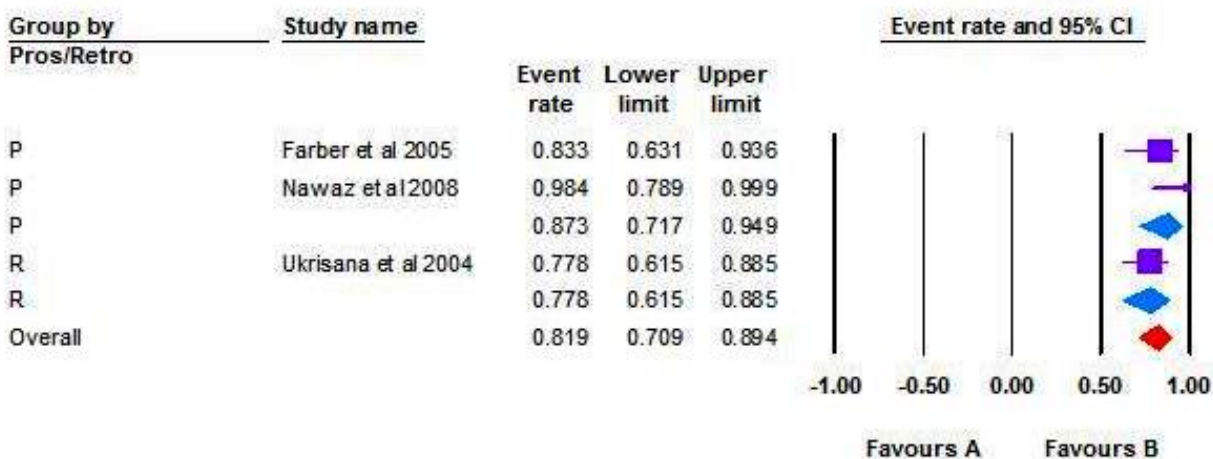 Group by Study name Event rate and 95% CI
Pros/Retro
Event Lower Upper
rate limit limit
P Farber et al 2005 0.833 0.631 0.936
P Nawaz et al 2008 0.984 0.789 0.999
P 0.873 0.717 0.949
R Ukrisana et al 2004 0.778 0.615 0.885
R 0.778 0.615 0.885
Overall 0.819 0.709 0.894
-1.00 -0.50 0.00 0.50 1.00
Favours A Favours B